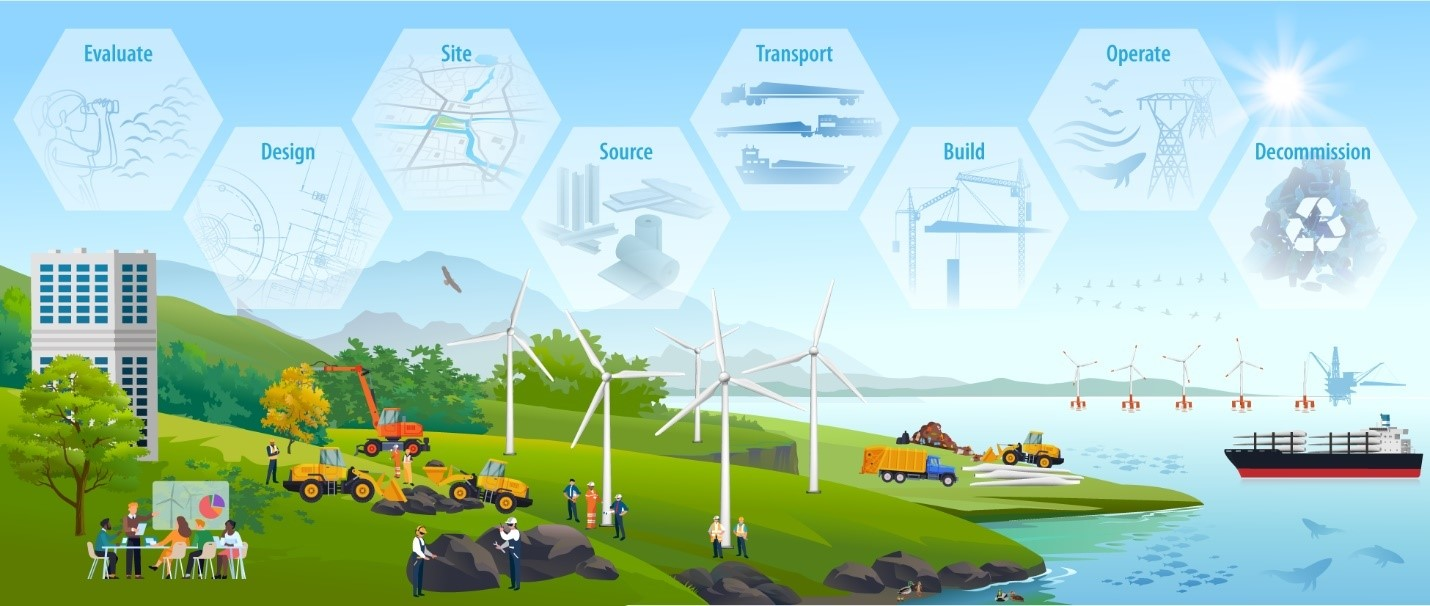 Evaluate
Design
Site
Source
Transport
Build
Operate
Decommission